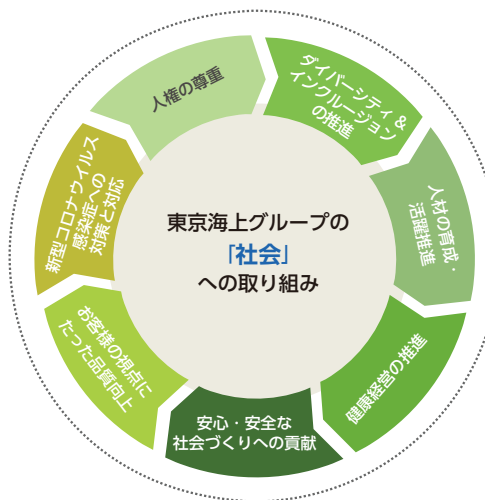 東京海上グループの
「社会」
への取り組み
人権の尊重
ダイバーシティ &
インクルージョン
の推進
人材の育成・
活躍推進
健康経営の推進
安心・安全な
社会づくりへの貢献
お客様の視点に
たった品質向上
新型コロナウイルス
感染症への
対策と対応